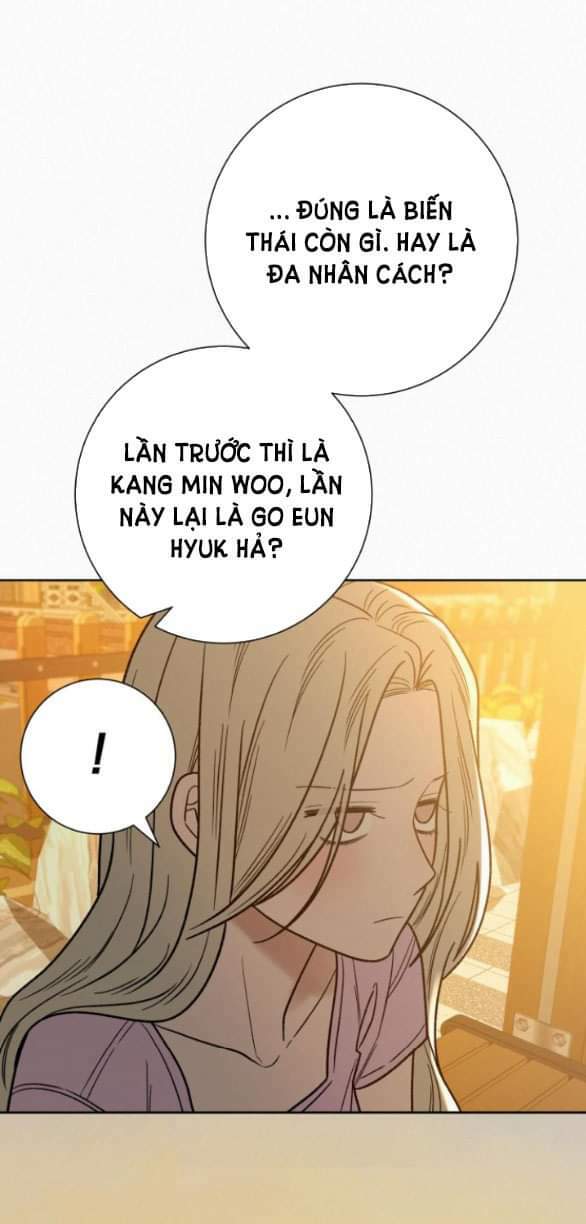 ... ĐÚNG LÀ BIẾN
THÁI CÒN GÌ. HAY LÀ
ĐA NHÂN CÁCH?
LẦN TRƯỚC THÌ LÀ
KANG MIN WOO, LẦN
NÀY LẠI LÀ GO EUN
HYUK HẢ?
!